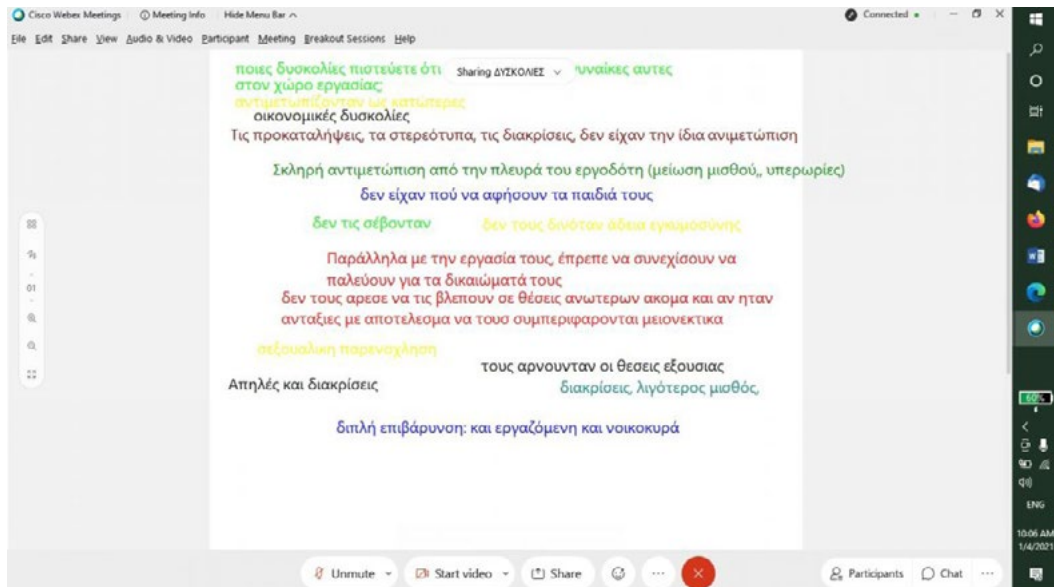 Cisco Webex Meetings Meeting Info Hide Menu Bar Connected
File Edit Share View Audio & Video Participant Meeting Breakout Sessions Help
ποιες δυσκολίες πιστεύετε ότι Sharing ΔΥΣΚΟΛΙΕΣ υναίκες αυτες
στον χώρο εργασίας;
αντιμετωπίζονταν ως κατώτερες
οικονομικές δυσκολίες
Τις προκαταλήψεις, τα στερεότυπα, τις διακρίσεις, δεν είχαν την ίδια ανιμετώπιση
Σκληρή αντιμετώπιση από την πλευρά του εργοδότη (μείωση μισθού,, υπερωρίες)
δεν είχαν πού να αφήσουν τα παιδιά τους
δεν τις σέβονταν δεν τους δινόταν άδεια εγκυμοσύνης
Παράλληλα με την εργασία τους, έπρεπε να συνεχίσουν να
παλεύουν για τα δικαιώματά τους
δεν τους αρεσε να τις βλεπουν σε θέσεις ανωτερων ακομα και αν ηταν
ανταξιες με αποτελεσμα να τουσ συμπεριφαρονται μειονεκτικα
σεξουαλικη παρενοχληση
τους αρνουνταν οι θεσεις εξουσιας
Απηλές και διακρίσεις διακρίσεις, λιγότερος μισθός,
διπλή επιβάρυνση: και εργαζόμενη και νοικοκυρά
01
60%
ENG
10:06 AM
1/4/2021
Unmute Start video Share Participants Chat